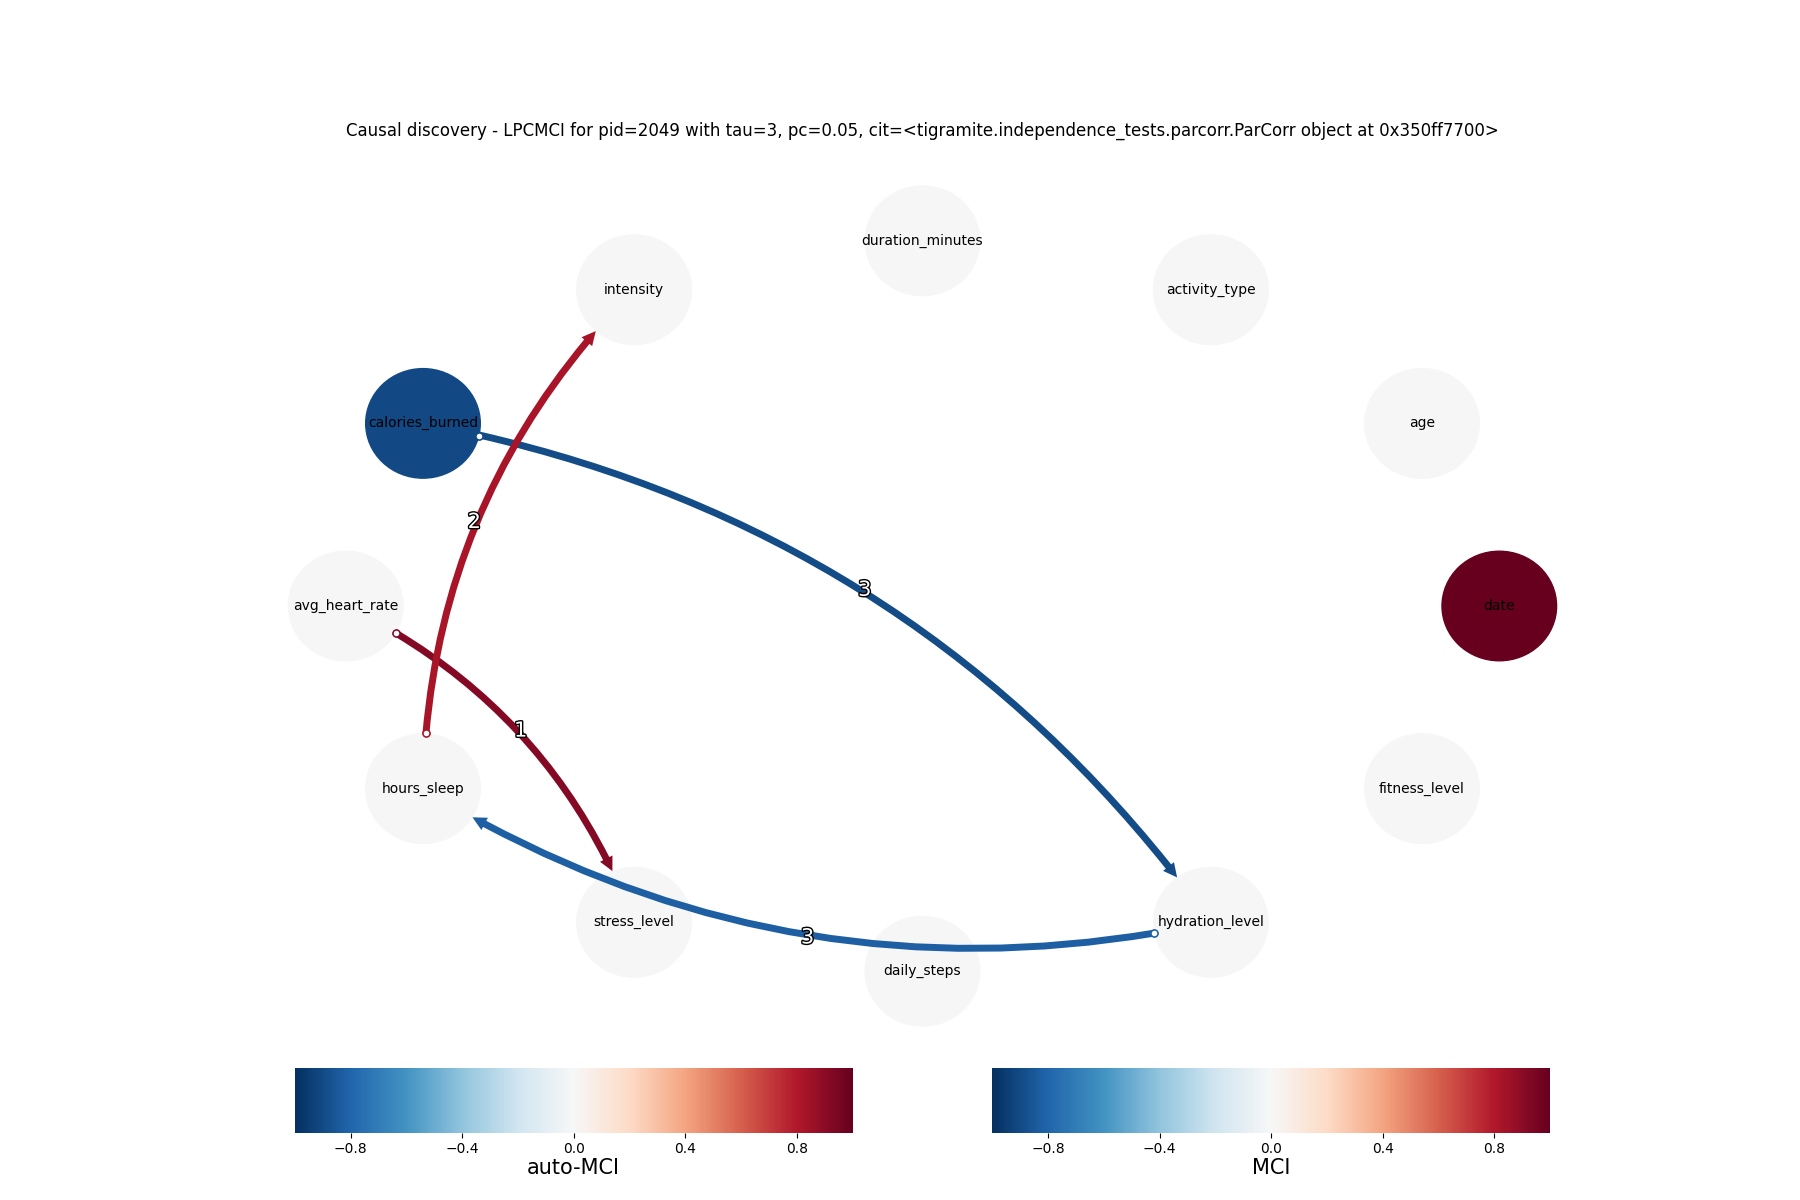 Causal discovery - LPCMCI for pid=2049 with tau=3, pc=0.05, cit=<tigramite.independence_tests.parcorr.ParCorr object at 0x350ff7700>
duration_minutes
intensity
activity_type
calories_burned
age
2
3
avg_heart_rate
date
1
hours_sleep
fitness_level
stress_level
hydration_level
3
daily_steps
−0.8 −0.4 0.0 0.4 0.8
auto-MCI
−0.8 −0.4 0.0 0.4 0.8
MCI